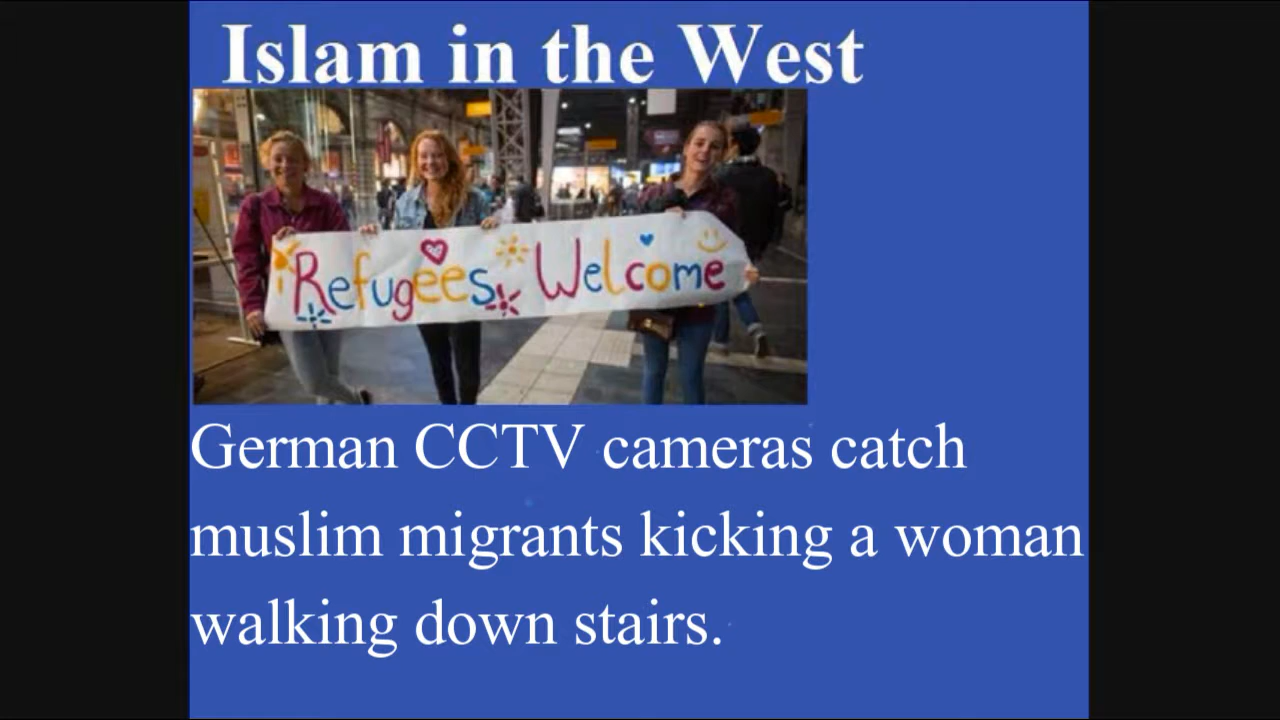 Islam in the West
Refugees Welcome
German CCTV cameras catch
muslim migrants kicking a woman
walking down stairs.